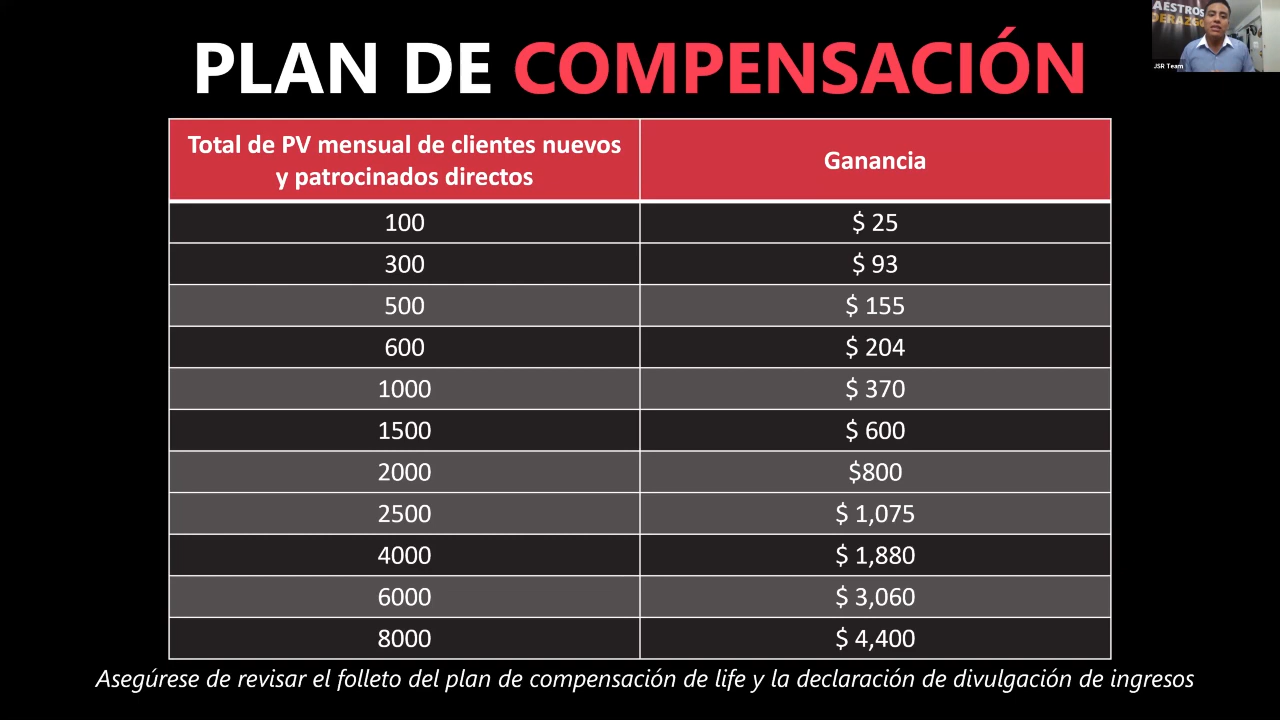 AESTROS
DERAZGO
JSR Team
PLAN DE COMPENSACIÓN
Total de PV mensual de clientes nuevos
y patrocinados directos
Ganancia
100 $ 25
300 $ 93
500 $ 155
600 $ 204
1000 $ 370
1500 $ 600
2000 $800
2500 $ 1,075
4000 $ 1,880
6000 $ 3,060
8000 $ 4,400
Asegúrese de revisar el folleto del plan de compensación de life y la declaración de divulgación de ingresos